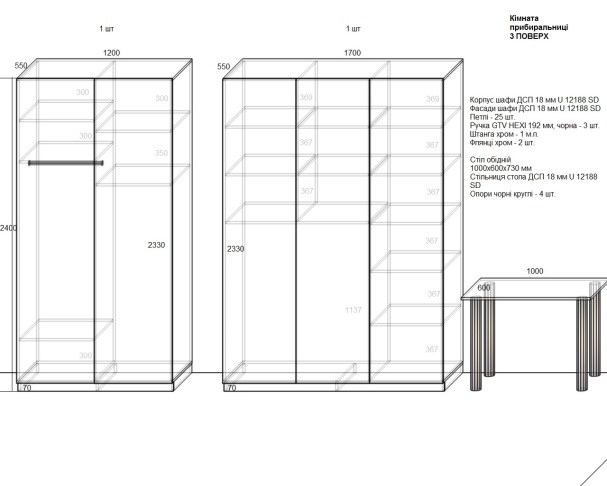 Кімната
прибиральниці
3 ПОВЕРХ
1 шт
1 шт
1200
1700
550
550
300
300
369
369
300
350
367
367
367
367
2400
2330
2330
367
367
1137
300
367
70
70
Корпус шафи ДСП 18 мм U 12188 SD
Фасади шафи ДСП 18 мм U 12188 SD
Петлі - 25 шт.
Ручка GTV HEXI 192 мм, чорна - 3 шт.
Штанга хром - 1 м.п.
Фланці хром - 2 шт.
Стіл обідній
1000х600х730 мм
Стільниця стола ДСП 18 мм U 12188
SD
Опори чорні круглі - 4 шт.
1000
600